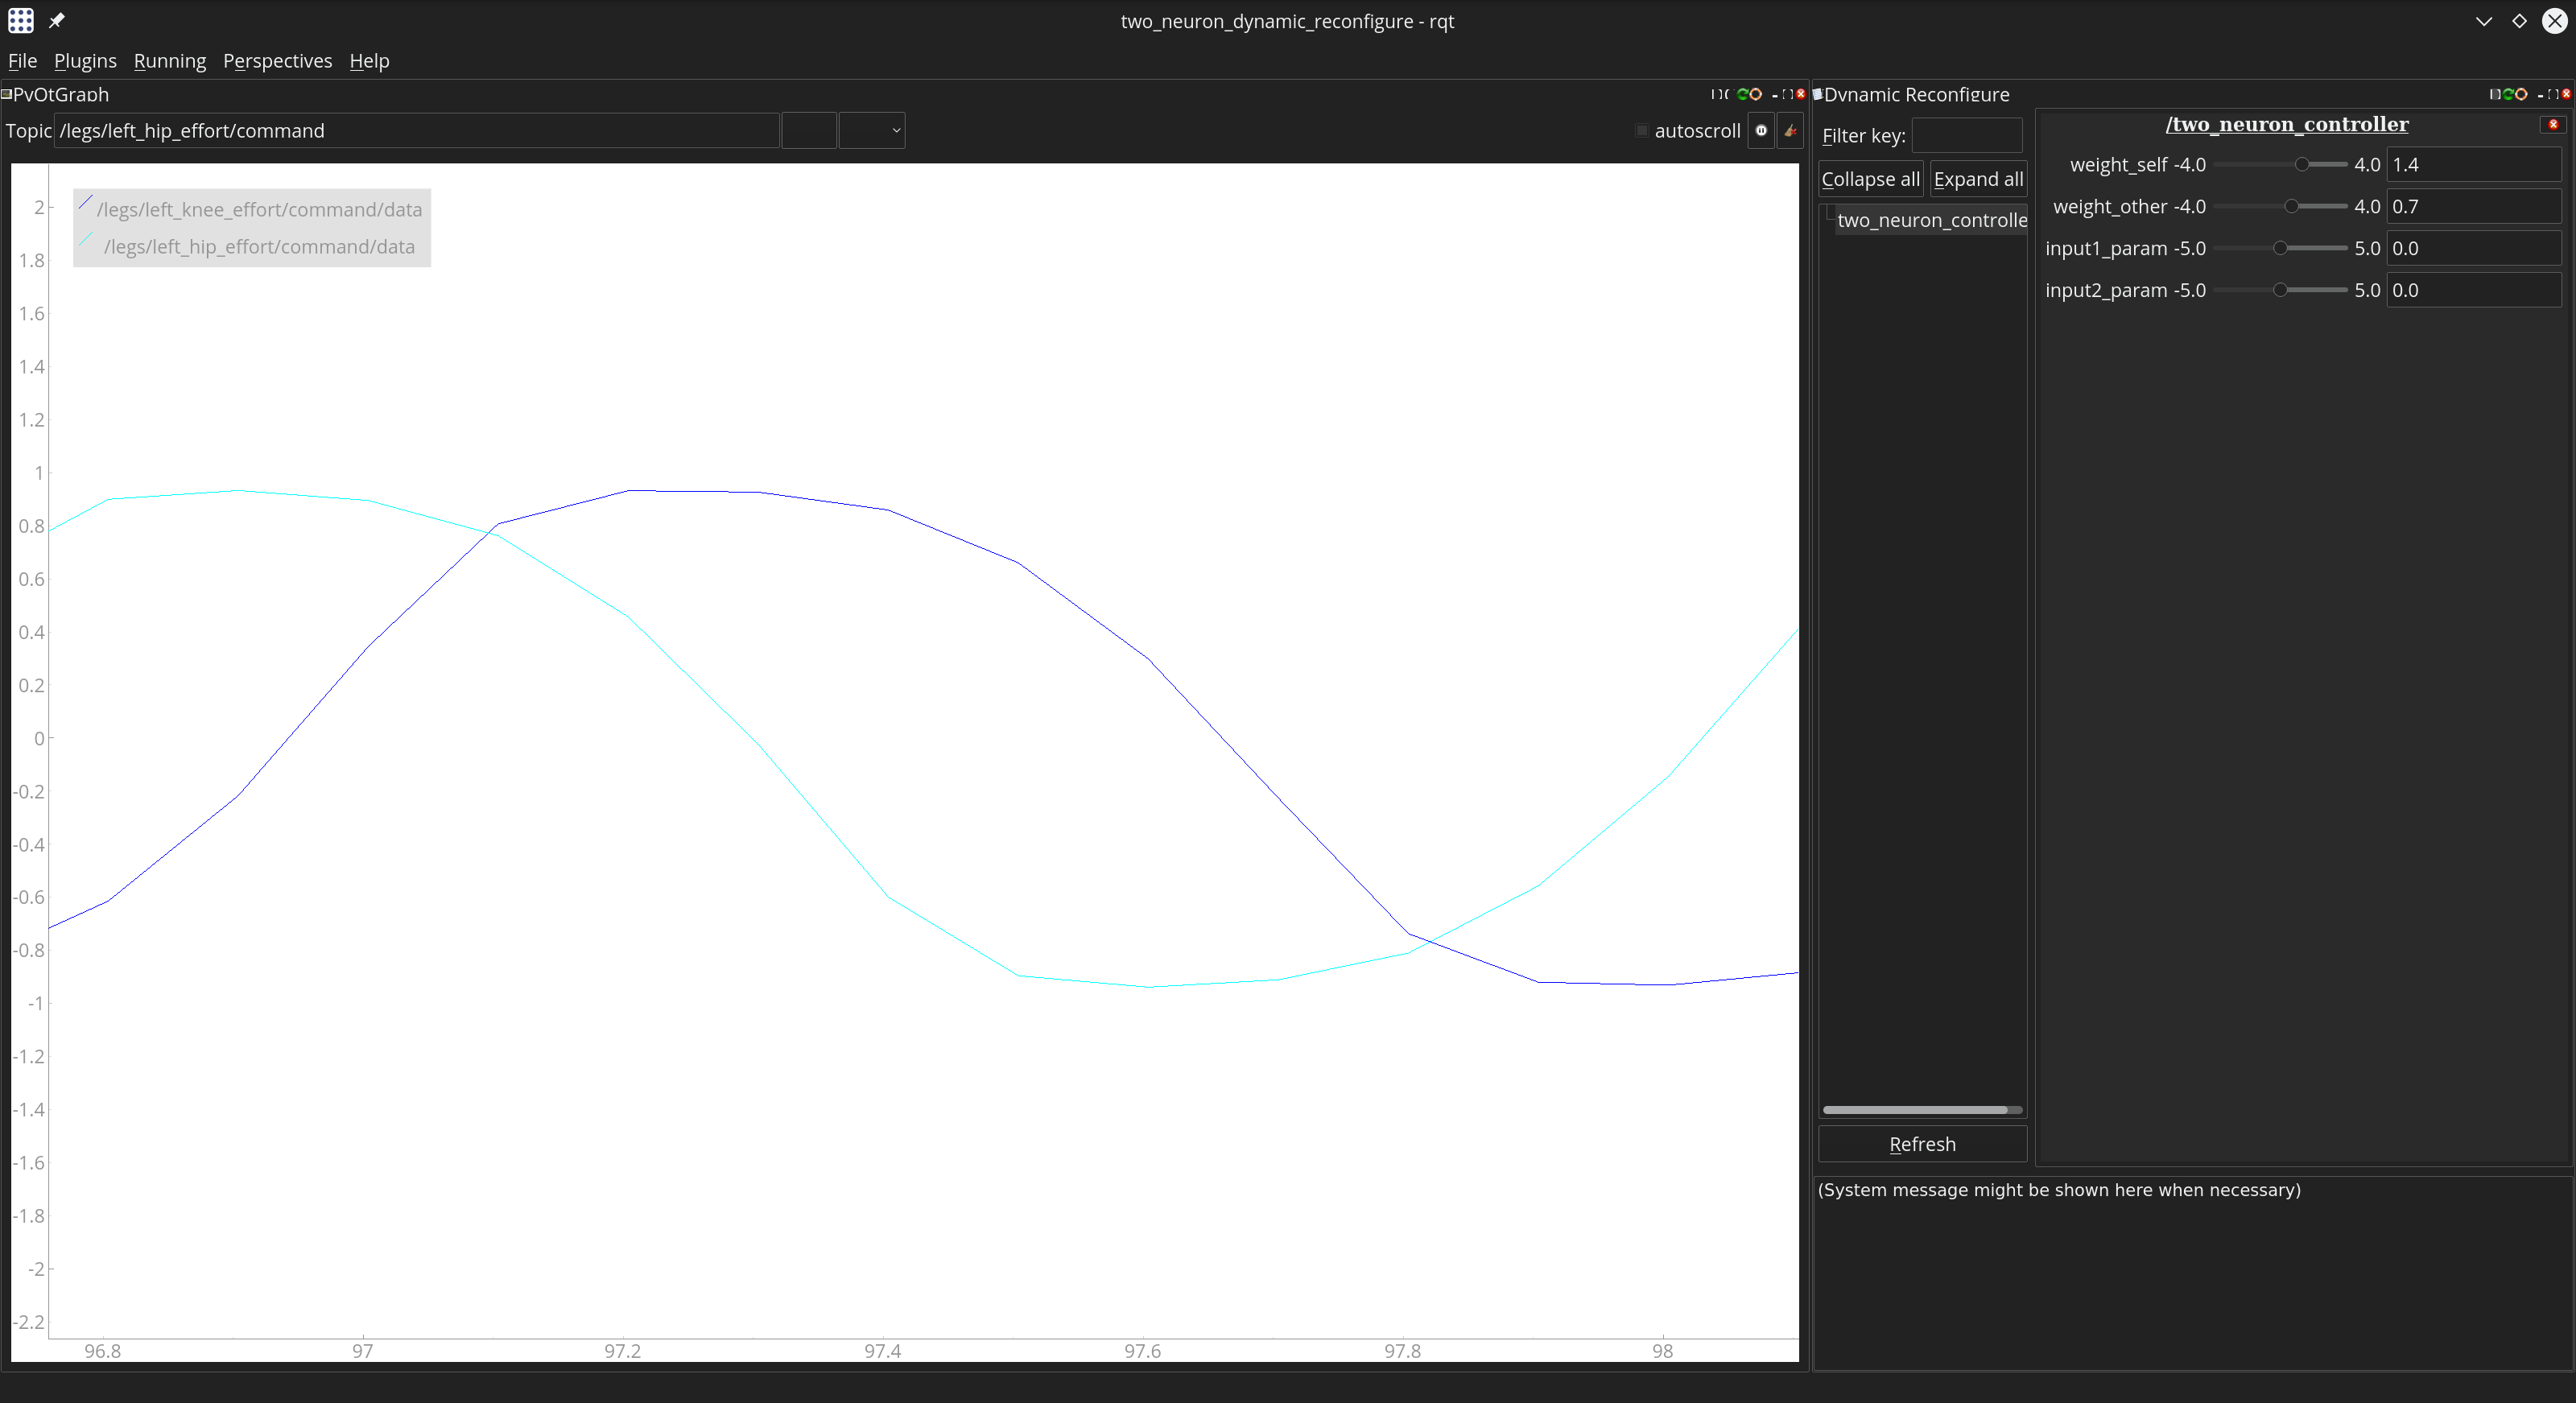 two_neuron_dynamic_reconfigure - rqt
File Plugins Running Perspectives Help
PyQtGraph
Topic /legs/left_hip_effort/command
autoscroll
/legs/left_knee_effort/command/data
/legs/left_hip_effort/command/data
2
1.8
1.6
1.4
1.2
1
0.8
0.6
0.4
0.2
0
-0.2
-0.4
-0.6
-0.8
-1
-1.2
-1.4
-1.6
-1.8
-2
-2.2
96.8 97 97.2 97.4 97.6 97.8 98
Dynamic Reconfigure
Filter key:
Collapse all Expand all
two_neuron_controlle
Refresh
/two_neuron_controller
weight_self -4.0 4.0 1.4
weight_other -4.0 4.0 0.7
input1_param -5.0 5.0 0.0
input2_param -5.0 5.0 0.0
(System message might be shown here when necessary)